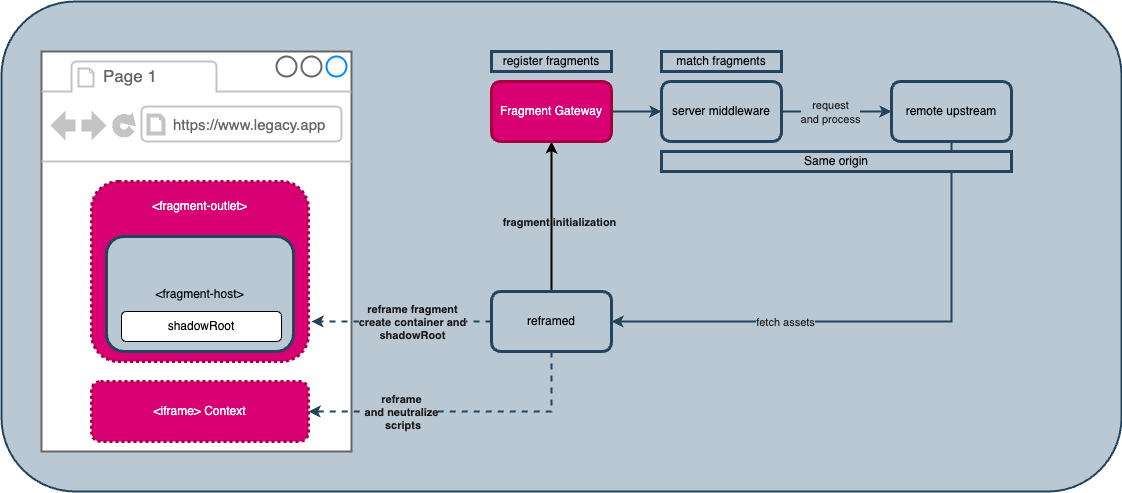 Page 1
https://www.legacy.app
<fragment-outlet>
<fragment-host>
shadowRoot
<iframe> Context
register fragments
match fragments
Fragment Gateway
server middleware
request
and process
remote upstream
Same origin
fragment initialization
reframe fragment
create container and
shadowRoot
reframed
fetch assets
reframe
and neutralize
scripts